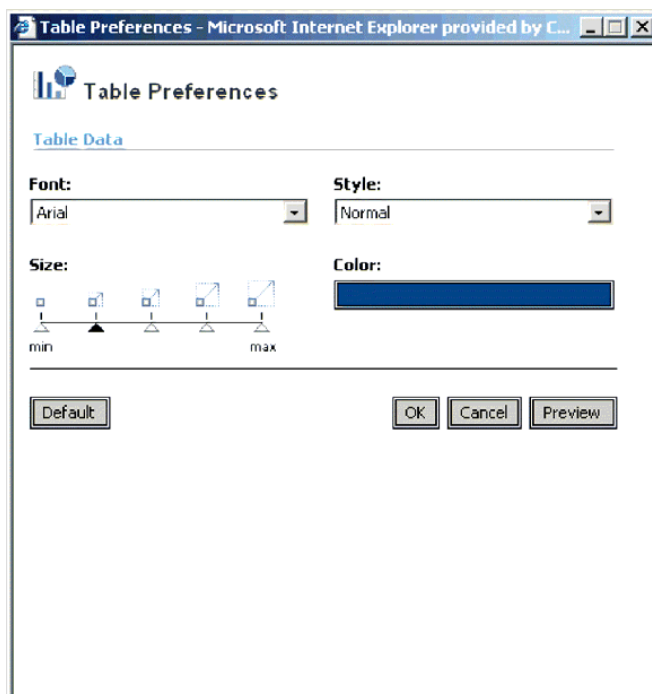 Table Preferences - Microsoft Internet Explorer provided by C...
Table Preferences
Table Data
Font: Style:
Arial Normal
Size: Color:
min max
Default OK Cancel Preview